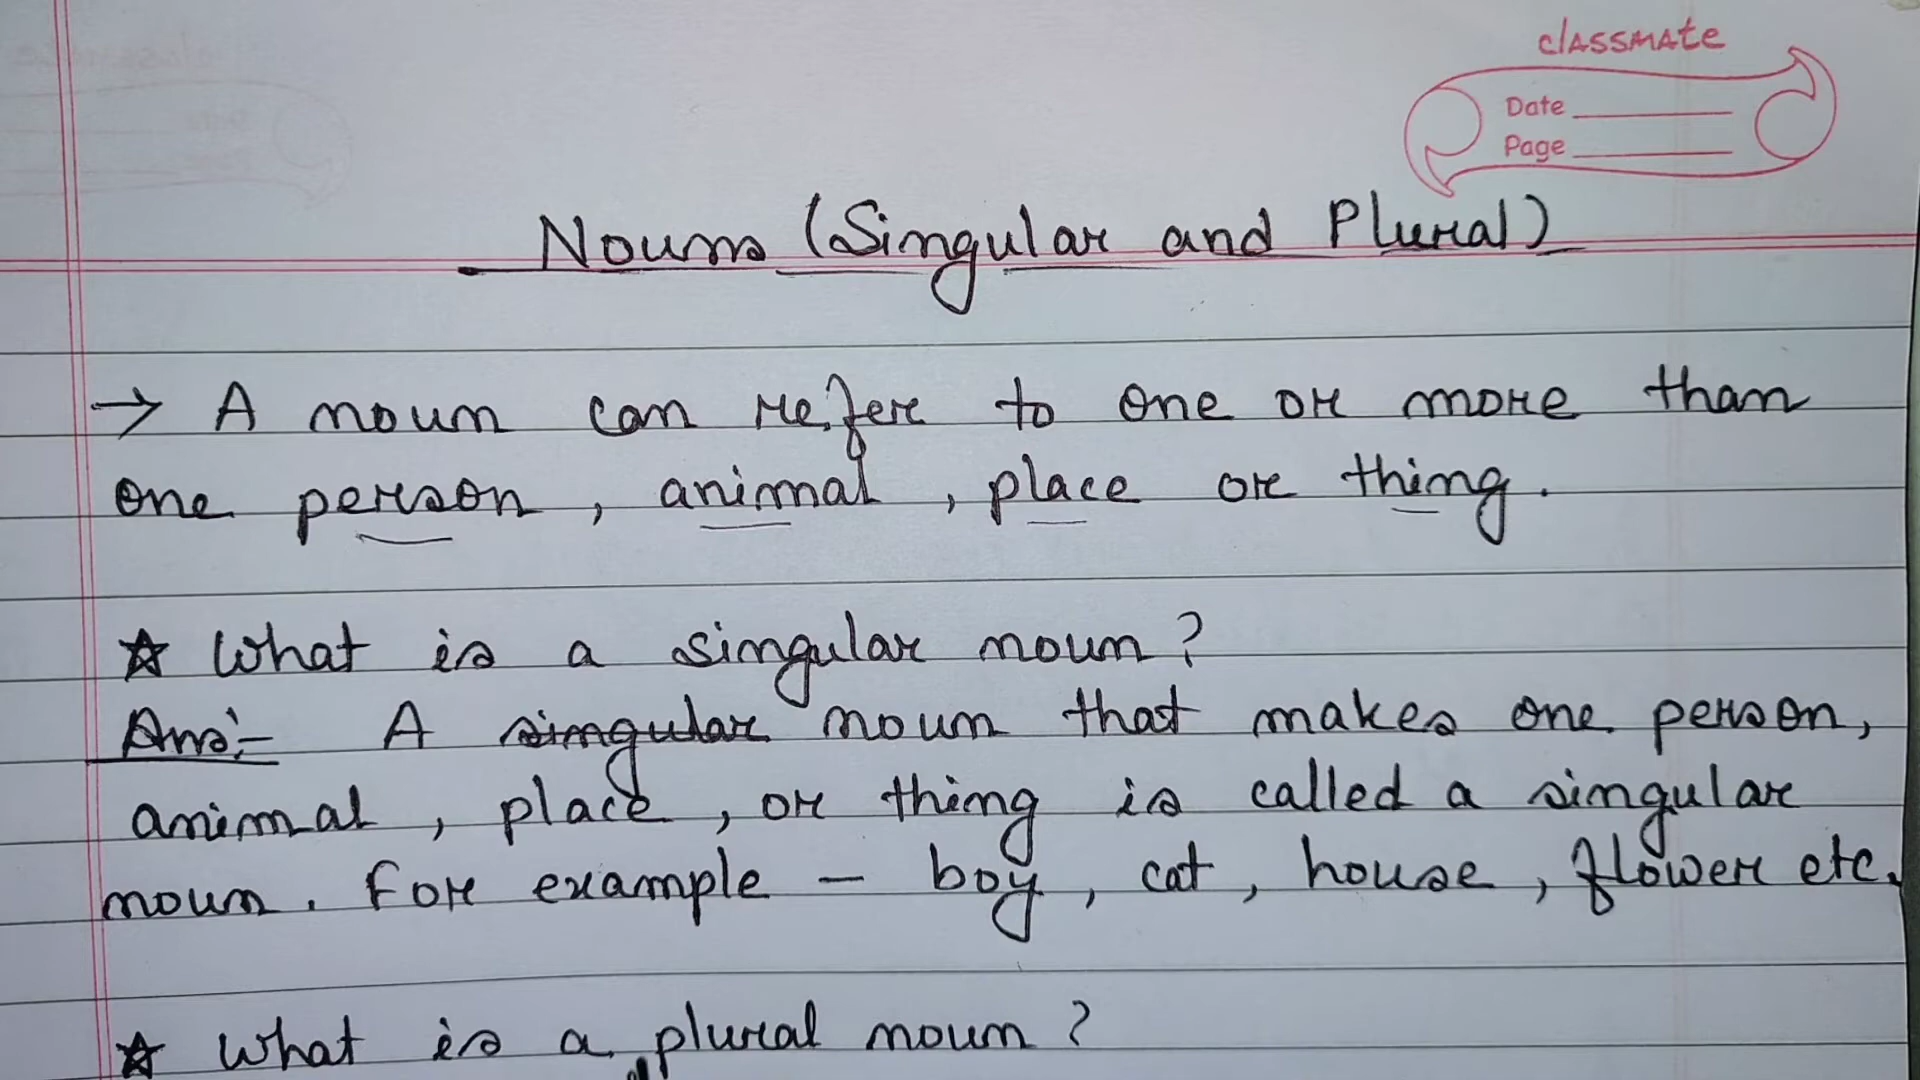 classmate
Date
Page
Nouns (Singular and Plural)
→ A noun can refer to one or more than
one person, animal, place or thing.
☆ What is a singular noun?
Ans:- A singular noun that makes one person,
animal, place, or thing is called a singular
noun. For example - boy, cat, house, flower etc.
☆ What is a plural noun?